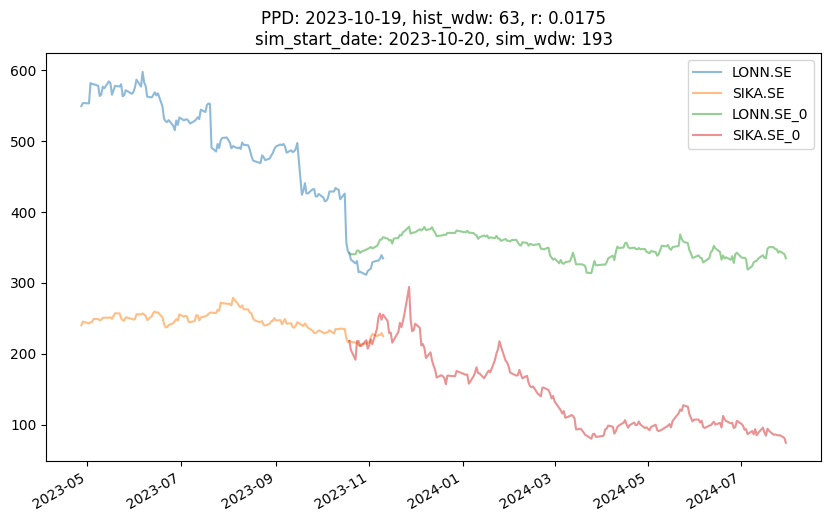 PPD: 2023-10-19, hist_wdw: 63, r: 0.0175
sim_start_date: 2023-10-20, sim_wdw: 193
LONN.SE
SIKA.SE
LONN.SE_0
SIKA.SE_0
600
500
400
300
200
100
2023-05
2023-07
2023-09
2023-11
2024-01
2024-03
2024-05
2024-07